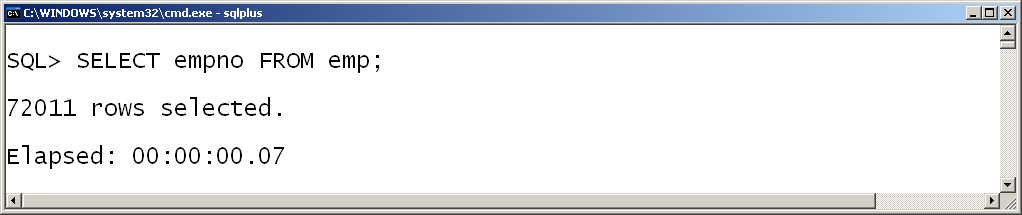 C:\WINDOWS\system32\cmd.exe - sqlplus
SQL> SELECT empno FROM emp;
72011 rows selected.
Elapsed: 00:00:00.07